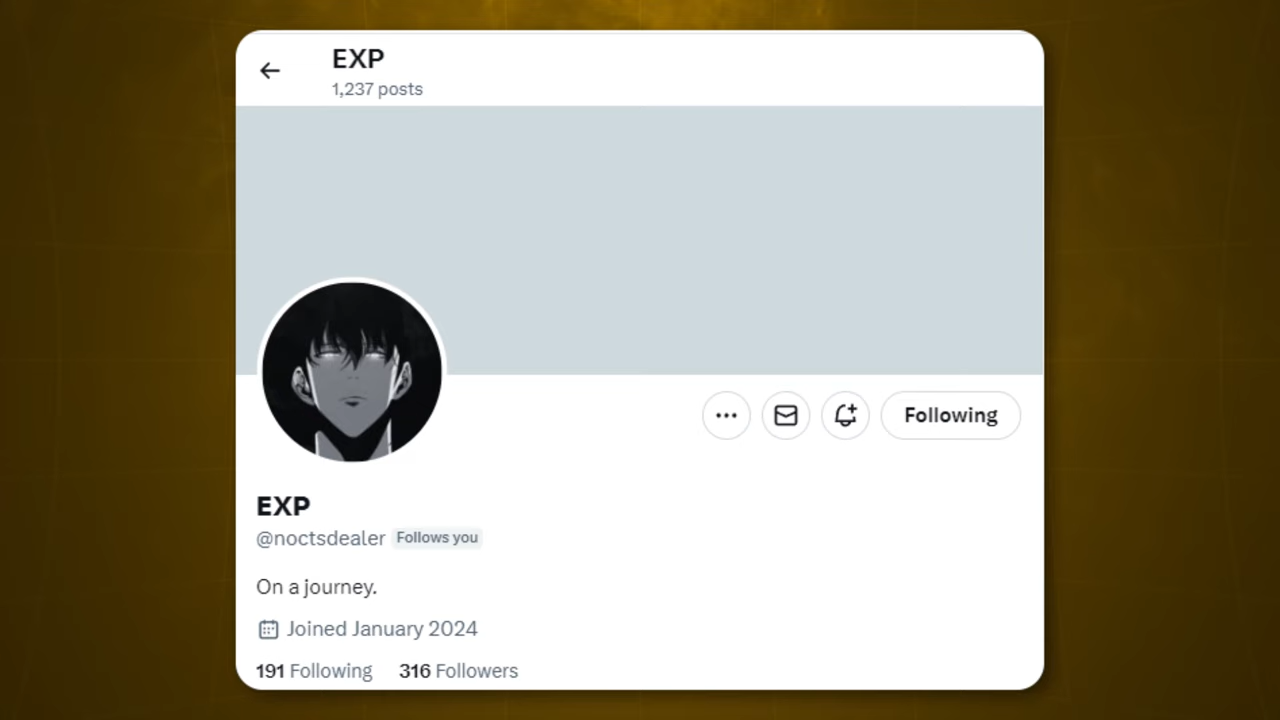 EXP
1,237 posts
Following
EXP
@noctsdealer Follows you
On a journey.
Joined January 2024
191 Following 316 Followers